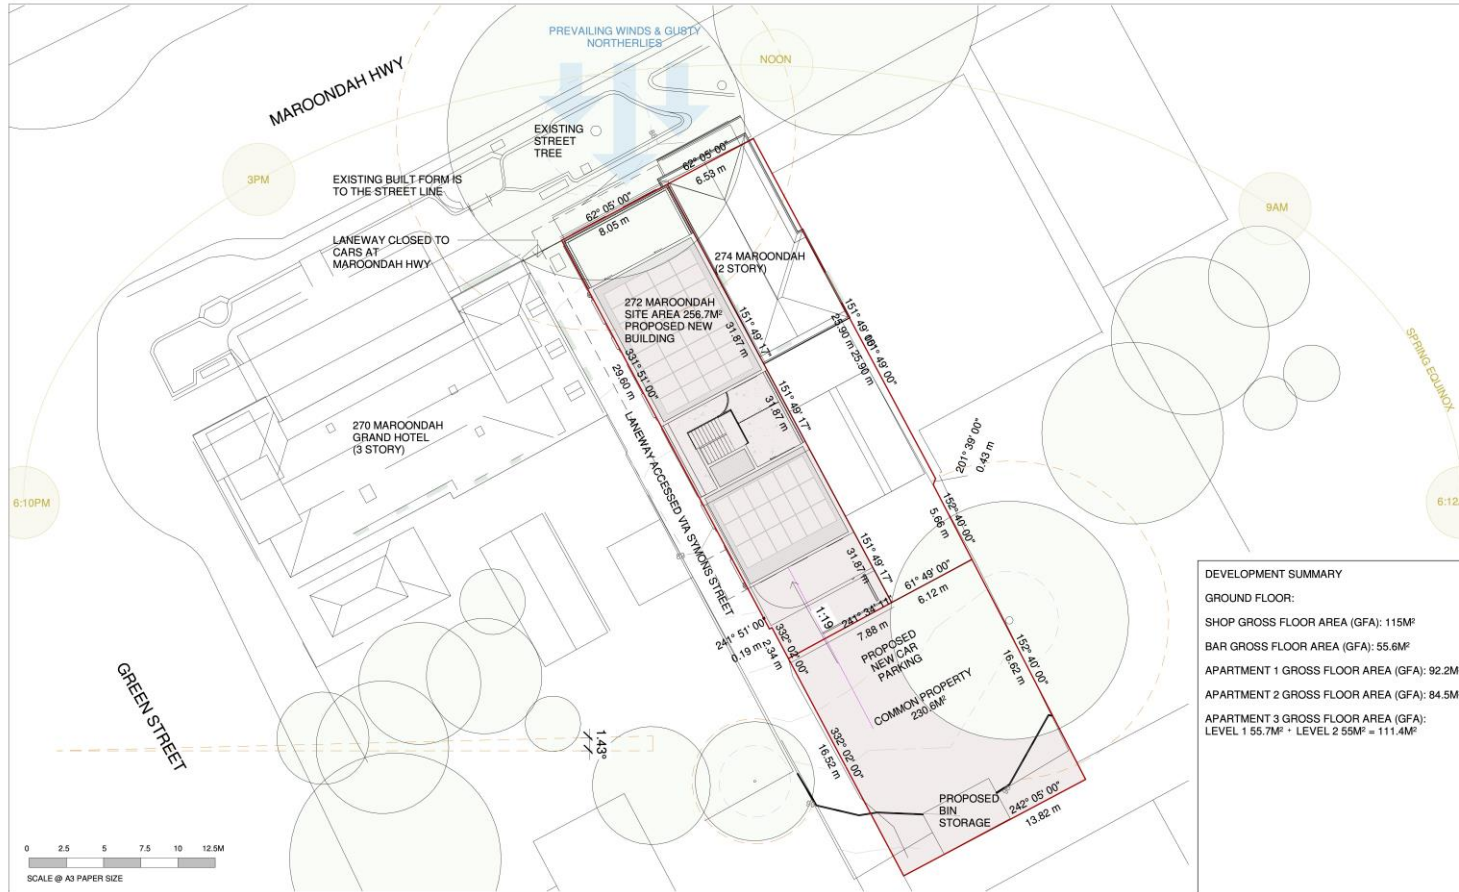 PREVAILING WINDS & GUSTY
NORTHERLIES
NOON
MAROONDAH HWY
EXISTING
STREET
TREE
3PM
EXISTING BUILT FORM IS
TO THE STREET LINE
62° 05' 00"
6.53 m
9AM
62° 05' 00"
8.05 m
LANEWAY CLOSED TO
CARS AT
MAROONDAH HWY
274 MAROONDAH
(2 STORY)
272 MAROONDAH
SITE AREA 256.7M²
PROPOSED NEW
BUILDING
151° 49' 17"
31.87 m
25.90 m
25.90 m
331° 51' 00"
29.60 m
SPRING EQUINOX
151° 49' 17"
31.87 m
LANEWAY ACCESSED VIA SYMONS STREET
270 MAROONDAH
GRAND HOTEL
(3 STORY)
201° 39' 00"
0.43 m
6:10PM
6:12
152° 40' 00"
5.66 m
151° 49' 17"
31.87 m
61° 49' 00"
6.12 m
1:19
241° 34' 11"
7.88 m
241° 51' 00"
0.19 m
332° 02' 00"
2.34 m
PROPOSED
NEW CAR
PARKING
COMMON PROPERTY
230.6M²
152° 40' 00"
16.62 m
GREEN STREET
1.43°
332° 02' 00"
16.52 m
PROPOSED
BIN
STORAGE
242° 05' 00"
13.82 m
DEVELOPMENT SUMMARY
GROUND FLOOR:
SHOP GROSS FLOOR AREA (GFA): 115M²
BAR GROSS FLOOR AREA (GFA): 55.6M²
APARTMENT 1 GROSS FLOOR AREA (GFA): 92.2M
APARTMENT 2 GROSS FLOOR AREA (GFA): 84.5M
APARTMENT 3 GROSS FLOOR AREA (GFA):
LEVEL 1 55.7M² + LEVEL 2 55M² = 111.4M²
0 2.5 5 7.5 10 12.5M
SCALE @ A3 PAPER SIZE